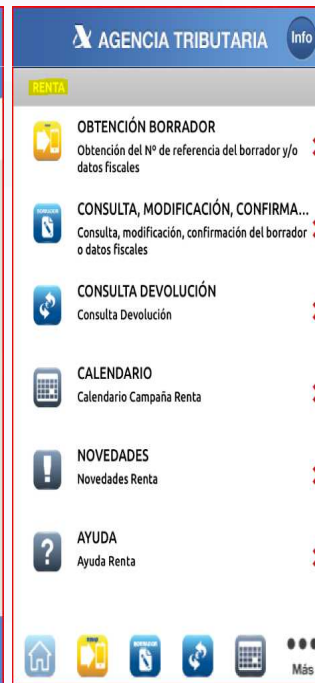 AGENCIA TRIBUTARIA
Info
RENTA
OBTENCIÓN BORRADOR
Obtención del Nº de referencia del borrador y/o
datos fiscales
CONSULTA, MODIFICACIÓN, CONFIRMA...
Consulta, modificación, confirmación del borrador
o datos fiscales
CONSULTA DEVOLUCIÓN
Consulta Devolución
CALENDARIO
Calendario Campaña Renta
NOVEDADES
Novedades Renta
AYUDA
Ayuda Renta
Más